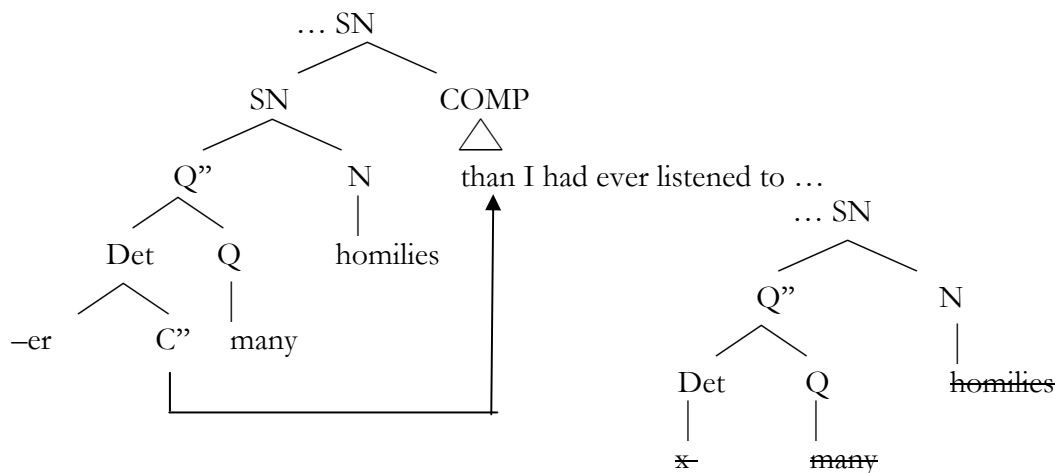 … SN
SN COMP
Q” N than I had ever listened to …
… SN
Det Q homilies
Q” N
–er C” many
Det Q homilies
x- many